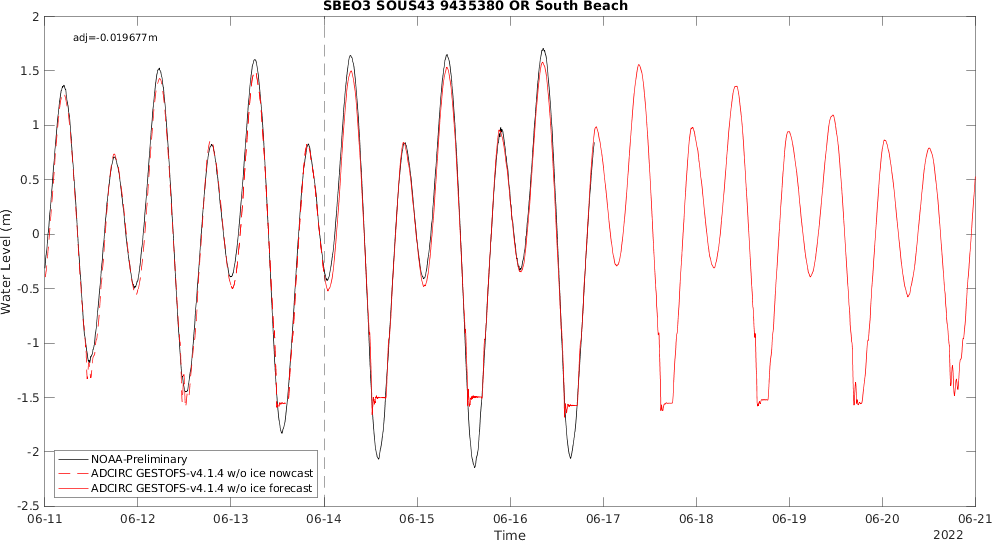 SBEO3 SOUS43 9435380 OR South Beach
2
adj=-0.019677m
1.5
1
0.5
0
-0.5
-1
-1.5
-2
-2.5
Water Level (m)
NOAA-Preliminary
ADCIRC GESTOFS-v4.1.4 w/o ice nowcast
ADCIRC GESTOFS-v4.1.4 w/o ice forecast
06-11 06-12 06-13 06-14 06-15 06-16 06-17 06-18 06-19 06-20 06-21
Time
2022